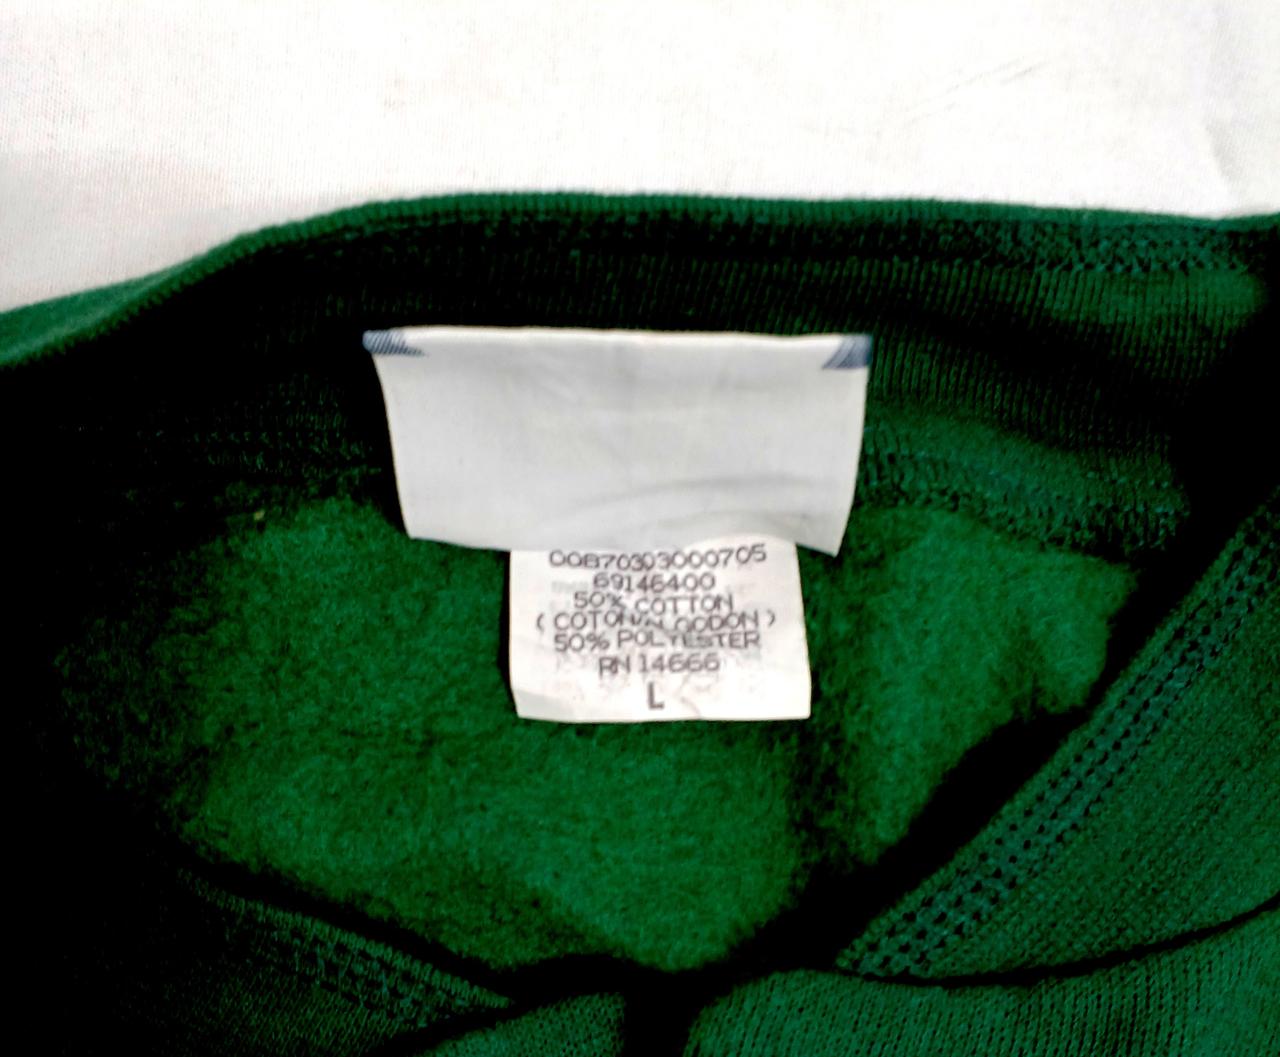 00B70303000705
69146400
50% COTTON
( COTON/ALGODON )
50% POLYESTER
RN 14666
L